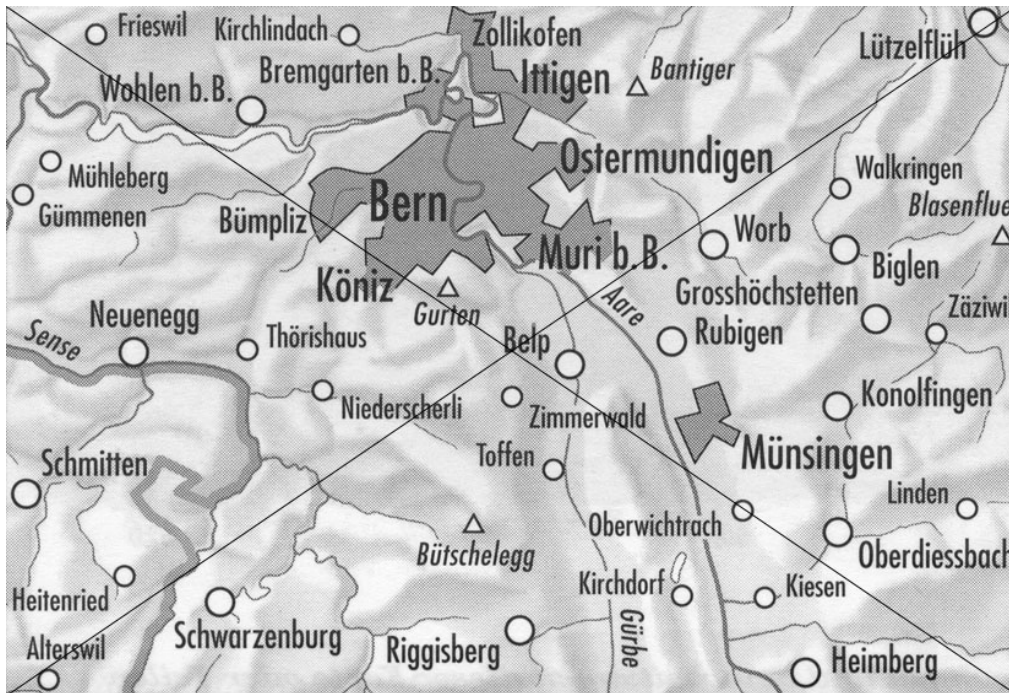 Frieswil
Kirchlindach
Zollikofen
Lützelflüh
Bremgarten b.B.
Ittigen
Bantiger
Wohlen b.B.
Ostermundigen
Mühleberg
Walkringen
Gümmenen
Bümpliz
Bern
Blasenflue
Worb
Muri b.B.
Biglen
Köniz
Grosshöchstetten
Aare
Gurten
Zäziwi
Neuenegg
Sense
Thörishaus
Belp
Rubigen
Niederscherli
Zimmerwald
Konolfingen
Toffen
Münsingen
Schmitten
Linden
Oberwichtrach
Bütschelegg
Oberdiessbach
Kirchdorf
Kiesen
Heitenried
Schwarzenburg
Gürbe
Alterswil
Riggisberg
Heimberg